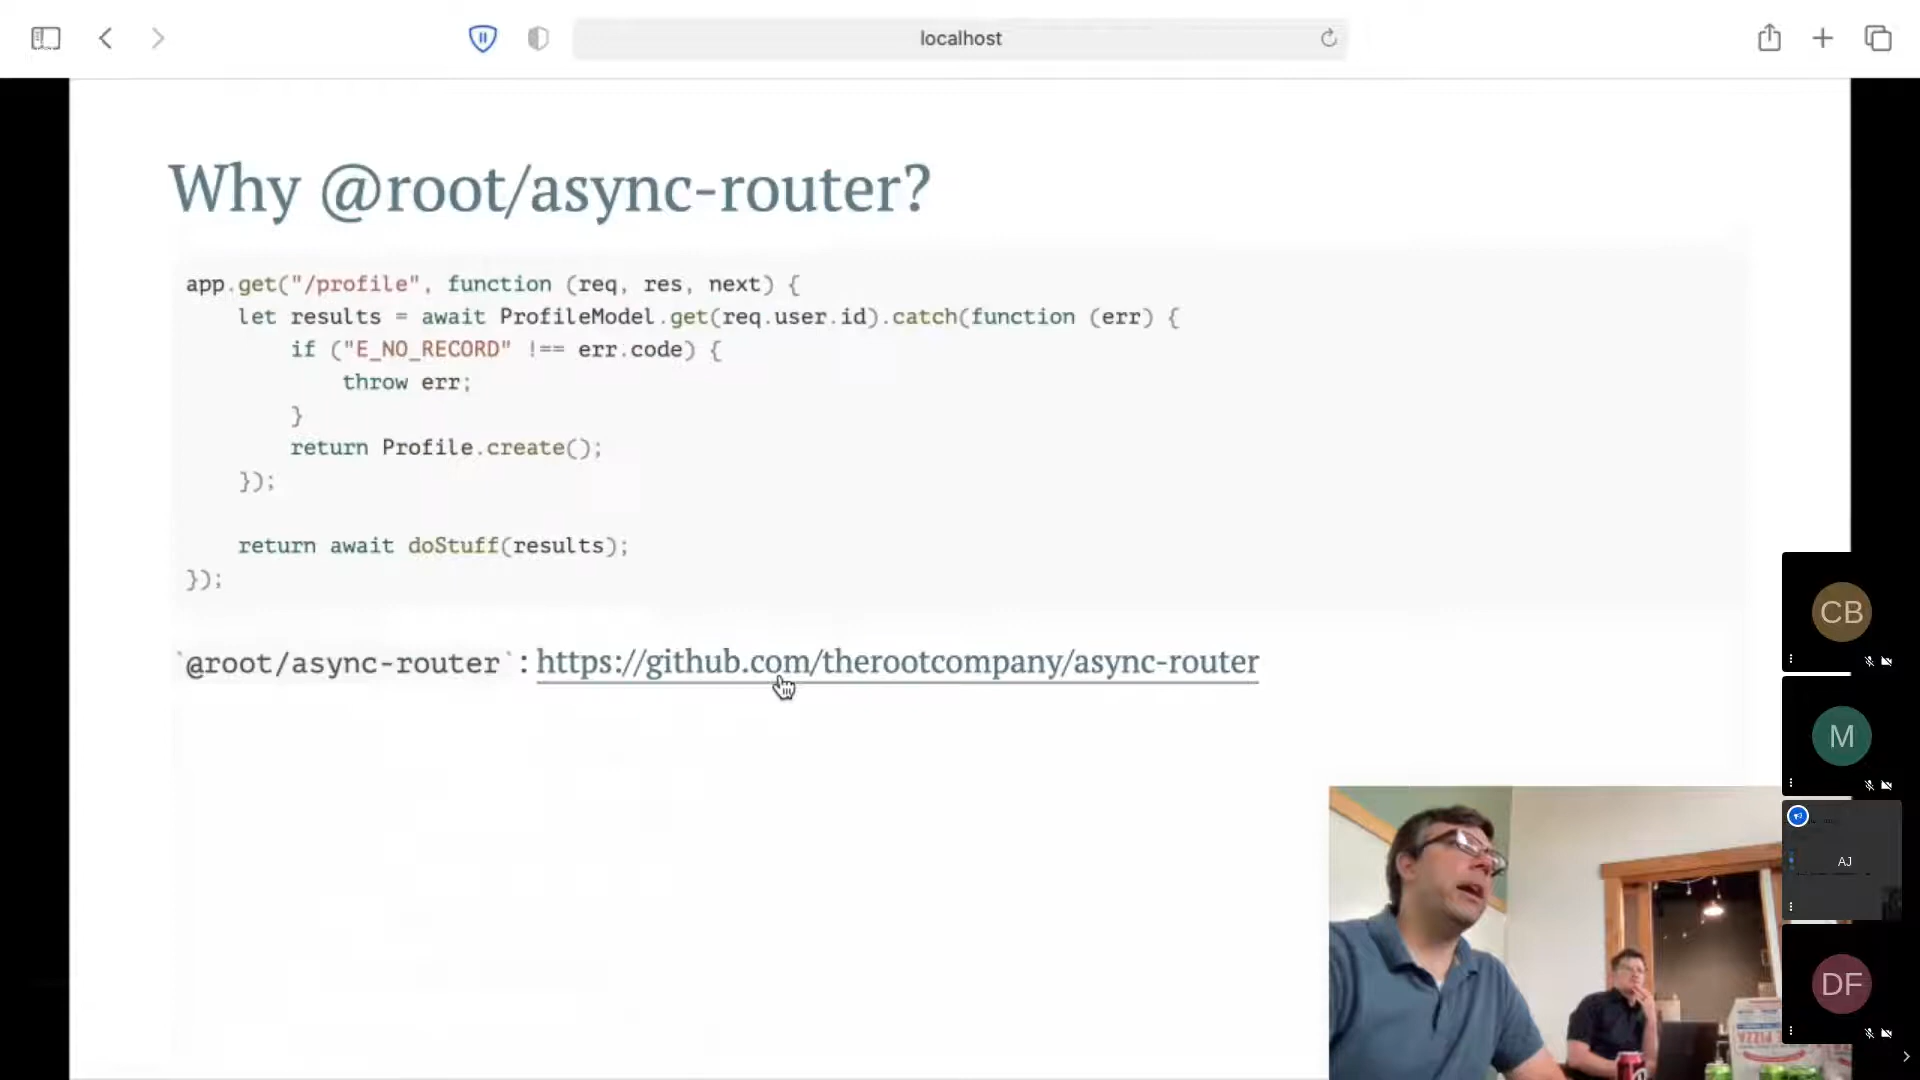 localhost
Why @root/async-router?
app.get("/profile", function (req, res, next) {
    let results = await ProfileModel.get(req.user.id).catch(function (err) {
        if ("E_NO_RECORD" !== err.code) {
            throw err;
        }
        return Profile.create();
    });
    return await doStuff(results);
});
`@root/async-router`: https://github.com/therootcompany/async-router
CB
M
AJ
DF
PIZZA